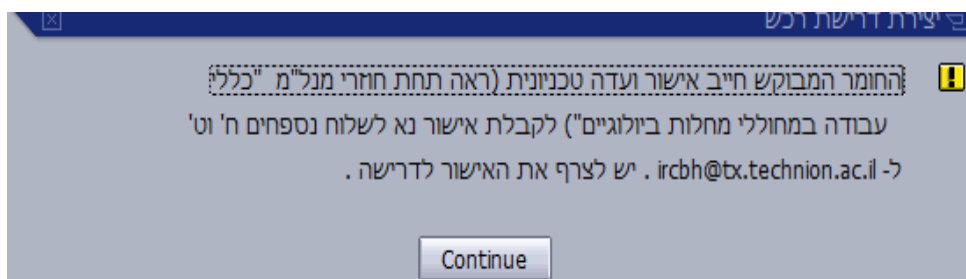 יצירת דרישת רכש
החומר המבוקש חייב אישור ועדה טכניונית (ראה תחת חוזרי מנל"מ "כללי
עבודה במחוללי מחלות ביולוגיים") לקבלת אישור נא לשלוח נספחים ח' וט'
ל- ircbh@tx.technion.ac.il . יש לצרף את האישור לדרישה .
Continue